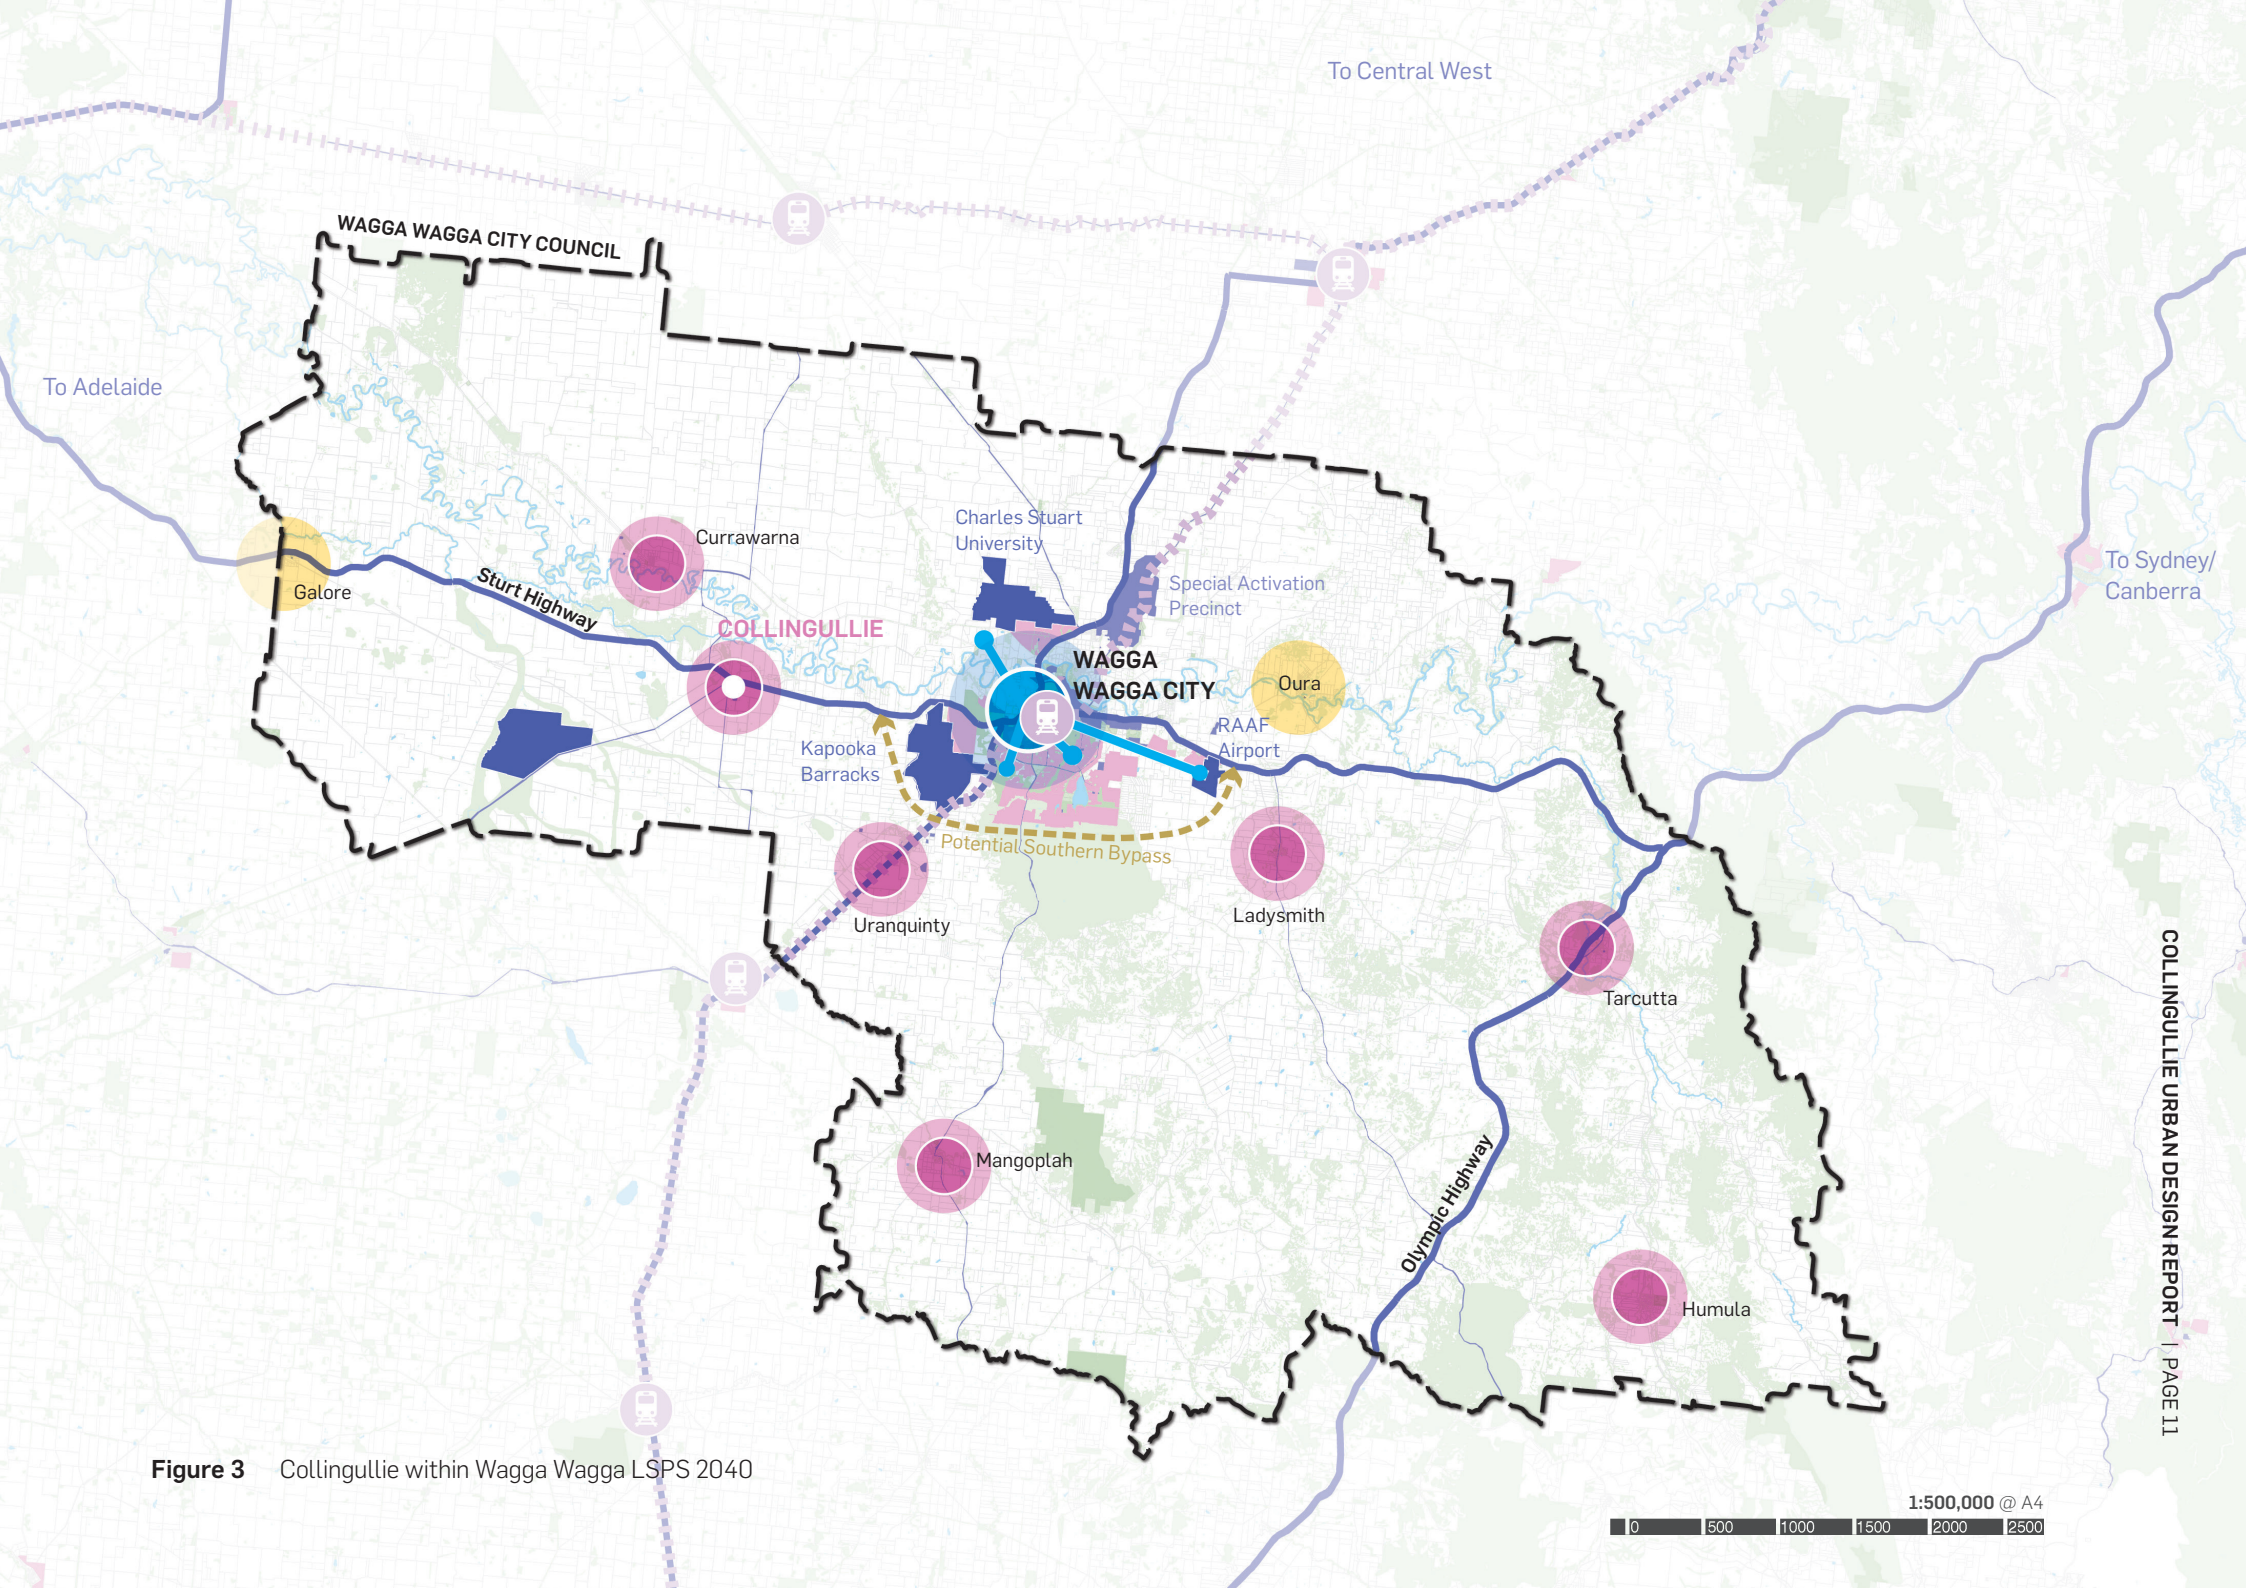 To Central West
WAGGA WAGGA CITY COUNCIL
To Adelaide
Charles Stuart
University
Currawarna
Special Activation
Precinct
To Sydney/
Canberra
Galore
Sturt Highway
COLLINGULLIE
WAGGA
WAGGA CITY
Oura
RAAF
Airport
Kapooka
Barracks
Potential Southern Bypass
Uranquinty
Ladysmith
Tarcutta
Mangoplah
Olympic Highway
Humula
COLLINGULLIE URBAN DESIGN REPORT | PAGE 11
Figure 3 Collingullie within Wagga Wagga LSPS 2040
1:500,000 @ A4
0 500 1000 1500 2000 2500